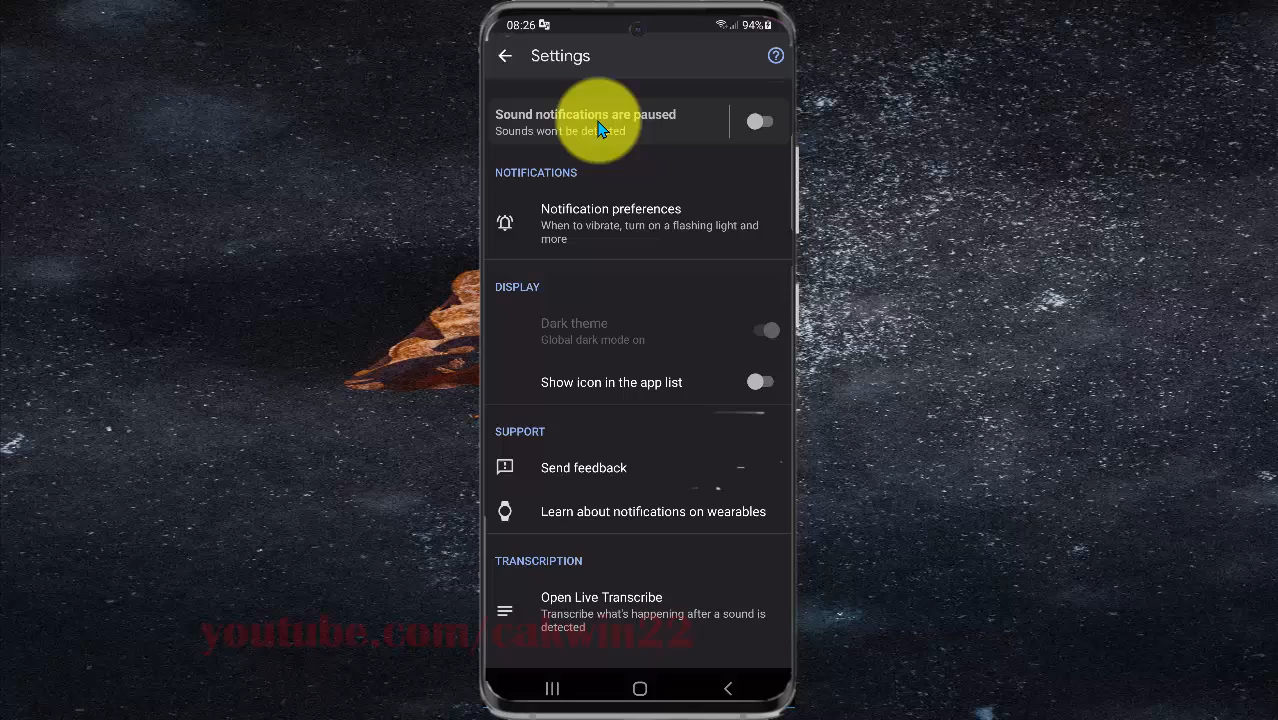 08:26
94%
Settings
Sound notifications are paused
Sounds won't be detected
NOTIFICATIONS
Notification preferences
When to vibrate, turn on a flashing light and
more
DISPLAY
Dark theme
Global dark mode on
Show icon in the app list
SUPPORT
Send feedback
Learn about notifications on wearables
TRANSCRIPTION
Open Live Transcribe
Transcribe what's happening after a sound is
detected
youtube.com/cakwin22